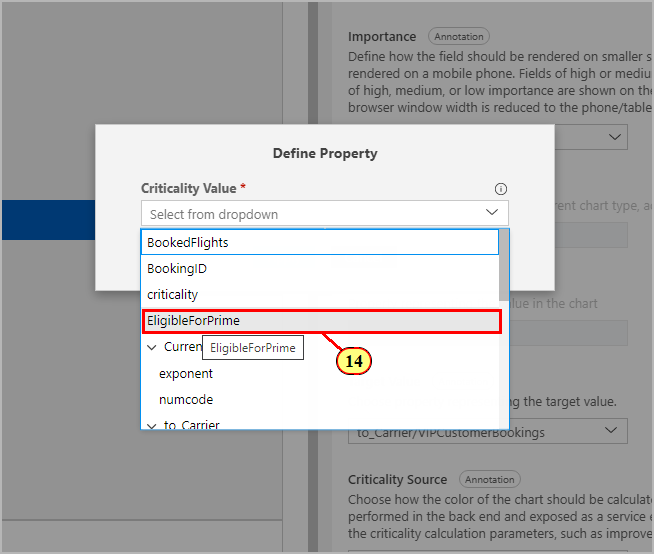 Importance Annotation
Define how the field should be rendered on smaller s
rendered on a mobile phone. Fields of high or mediu
of high, medium, or low importance are shown on the
browser window width is reduced to the phone/table
Define Property
Criticality Value *
Select from dropdown
rent chart type, a
BookedFlights
BookingID
criticality
alue in the chart
EligibleForPrime
Curren
EligibleForPrime
14
exponent
numcode
ng the target value.
to_Carrier
to_Carrier/VIPCustomerBookings
Criticality Source Annotation
Choose how the color of the chart should be calculate
performed in the back end and exposed as a service e
the criticality calculation parameters, such as improve